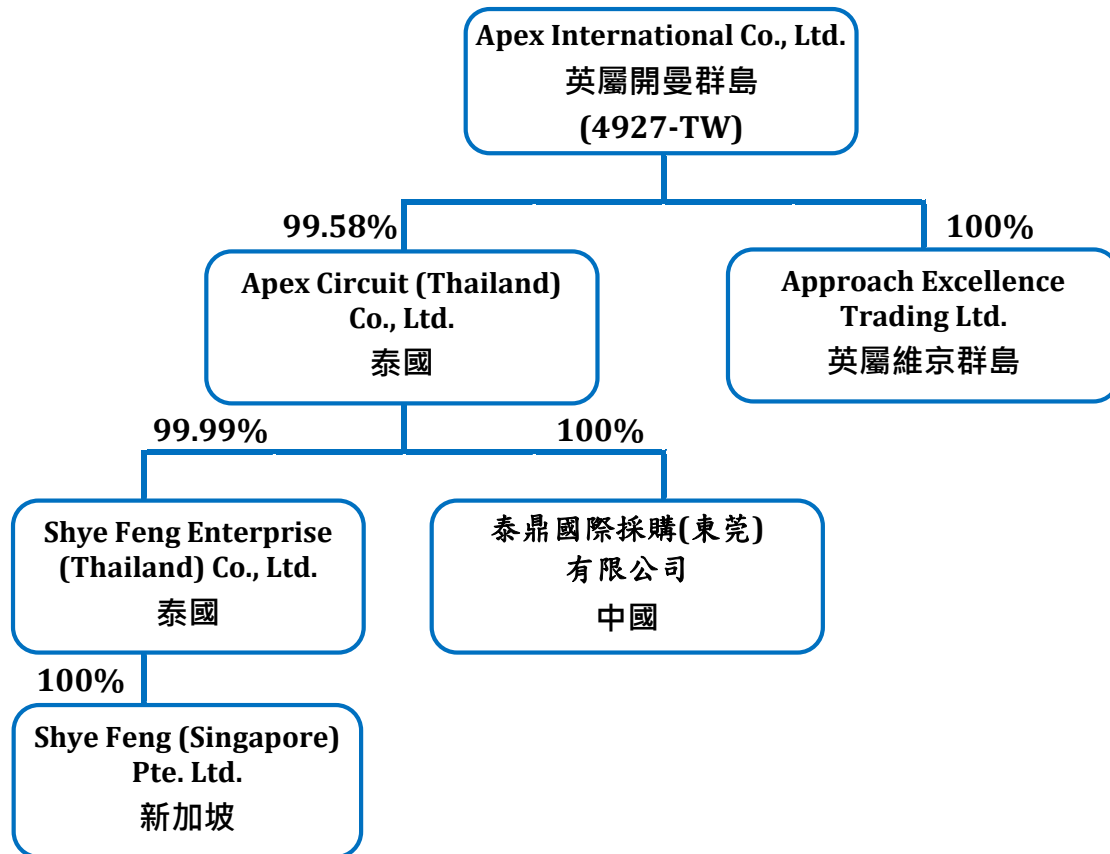 Apex International Co., Ltd.
英屬開曼群島
(4927-TW)
99.58%
100%
Apex Circuit (Thailand)
Co., Ltd.
泰國
Approach Excellence
Trading Ltd.
英屬維京群島
99.99%
100%
Shye Feng Enterprise
(Thailand) Co., Ltd.
泰國
泰鼎國際採購(東莞)
有限公司
中國
100%
Shye Feng (Singapore)
Pte. Ltd.
新加坡